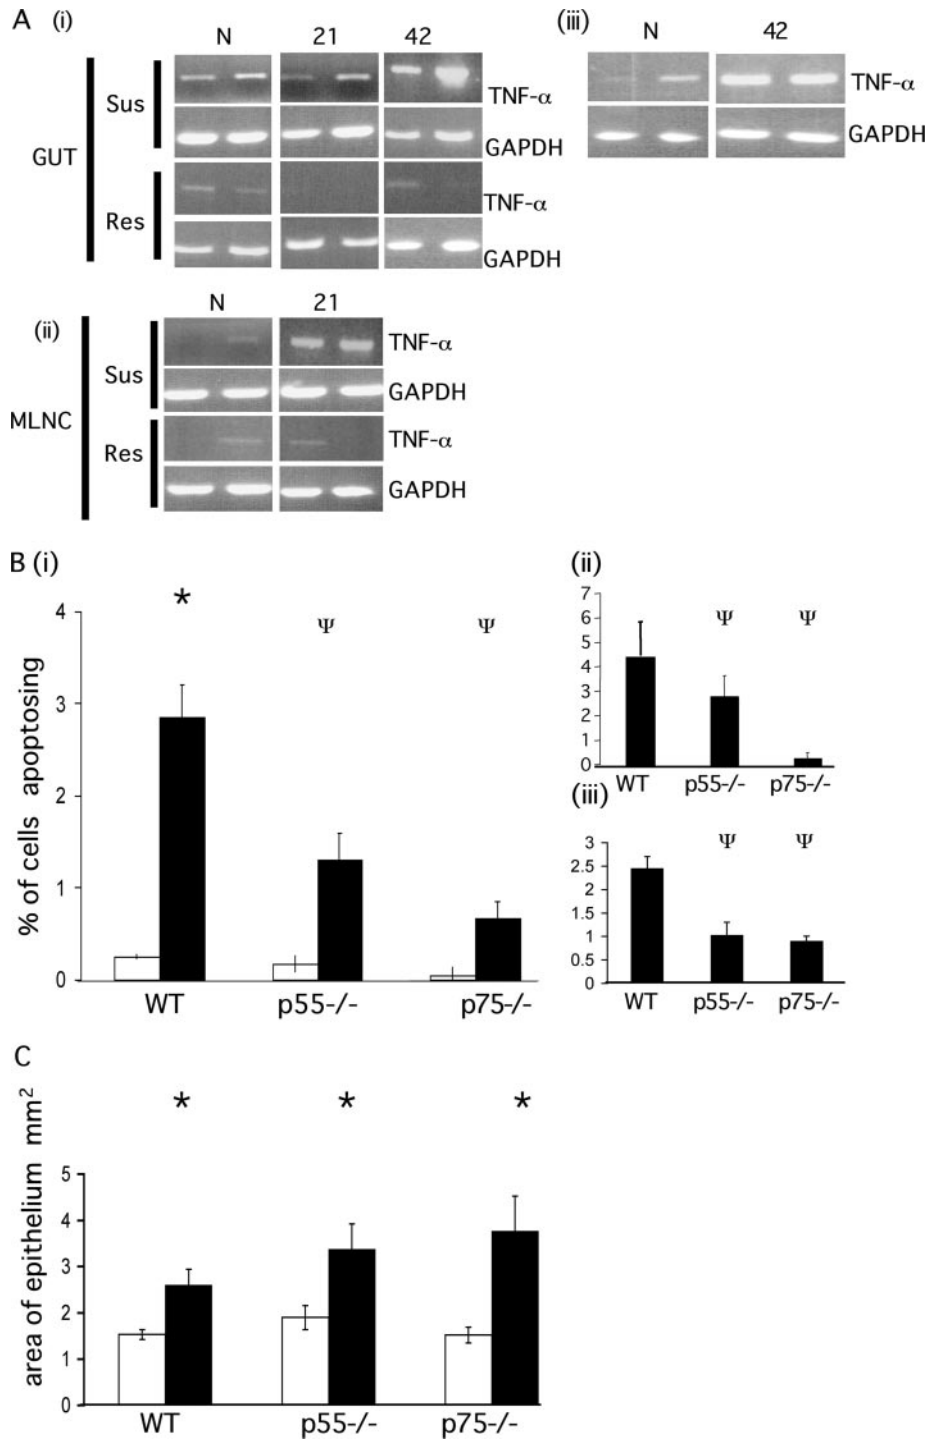 A (i)
N 21 42
GUT
Sus
TNF-α
GAPDH
Res
TNF-α
GAPDH
(iii)
N 42
TNF-α
GAPDH
(ii)
N 21
MLNC
Sus
TNF-α
GAPDH
Res
TNF-α
GAPDH
B (i)
% of cells apoptosing
4
3
2
1
0
* Ψ Ψ
WT p55-/- p75-/-
(ii)
7
6
5
4
3
2
1
0
Ψ Ψ
WT p55-/- p75-/-
(iii)
3
2.5
2
1.5
1
0.5
0
Ψ Ψ
WT p55-/- p75-/-
C
area of epithelium mm²
* * *
5
4
3
2
1
0
WT p55-/- p75-/-